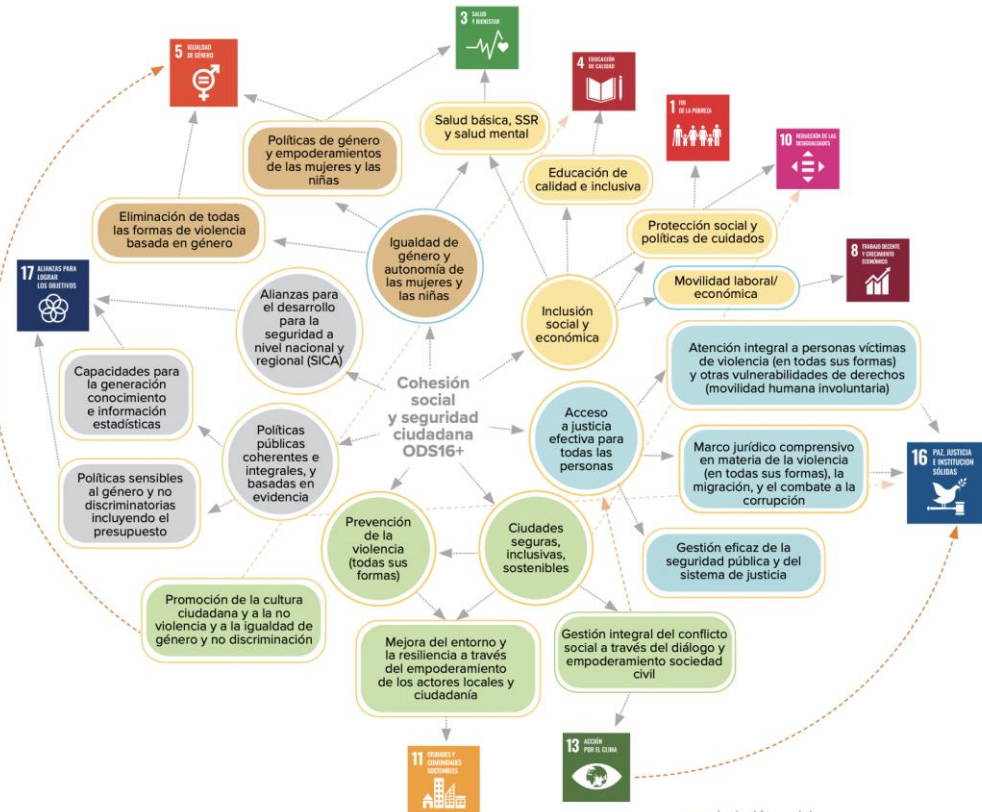 5 IGUALDAD
DE GÉNERO
3 SALUD
Y BIENESTAR
4 EDUCACIÓN
DE CALIDAD
1 FIN
DE LA POBREZA
10 REDUCCIÓN DE LAS
DESIGUALDADES
8 TRABAJO DECENTE
Y CRECIMIENTO
ECONÓMICO
17 ALIANZAS PARA
LOGRAR
LOS OBJETIVOS
16 PAZ, JUSTICIA
E INSTITUCION
SÓLIDAS
11 CIUDADES Y
COMUNIDADES
SOSTENIBLES
13 ACCIÓN
POR EL CLIMA
Políticas de género
y empoderamientos
de las mujeres y las
niñas
Eliminación de todas
las formas de violencia
basada en género
Igualdad de
género y
autonomía de
las mujeres y
las niñas
Salud básica, SSR
y salud mental
Educación de
calidad e inclusiva
Protección social y
políticas de cuidados
Movilidad laboral/
económica
Inclusión
social y
económica
Alianzas para
el desarrollo
para la
seguridad a
nivel nacional y
regional (SICA)
Capacidades para
la generación
conocimiento
e información
estadísticas
Políticas sensibles
al género y no
discriminatorias
incluyendo el
presupuesto
Políticas
públicas
coherentes e
integrales, y
basadas en
evidencia
Cohesión
social
y seguridad
ciudadana
ODS16+
Acceso
a justicia
efectiva para
todas las
personas
Atención integral a personas víctimas
de violencia (en todas sus formas)
y otras vulnerabilidades de derechos
(movilidad humana involuntaria)
Marco jurídico comprensivo
en materia de la violencia
(en todas sus formas), la
migración, y el combate a la
corrupción
Gestión eficaz de la
seguridad pública y del
sistema de justicia
Prevención
de la
violencia
(todas sus
formas)
Ciudades
seguras,
inclusivas,
sostenibles
Promoción de la cultura
ciudadana y a la no
violencia y a la igualdad de
género y no discriminación
Mejora del entorno y
la resiliencia a través
del empoderamiento
de los actores locales y
ciudadanía
Gestión integral del conflicto
social a través del diálogo y
empoderamiento sociedad
civil